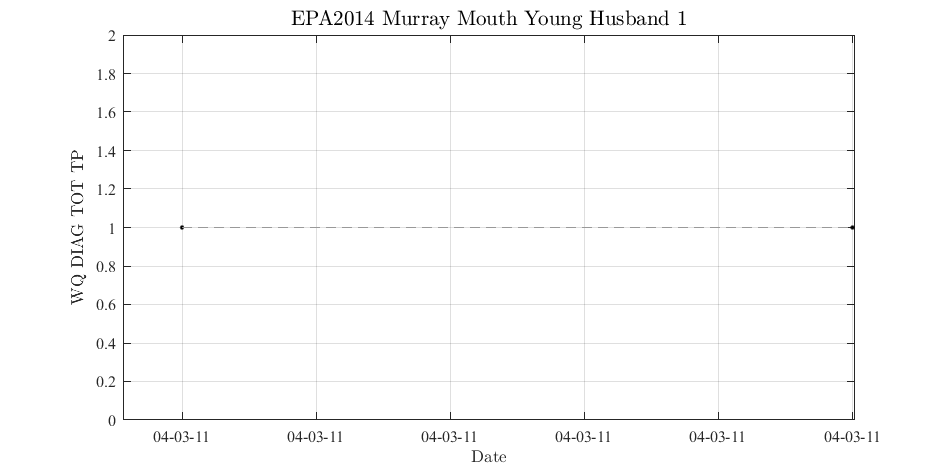 EPA2014 Murray Mouth Young Husband 1
WQ DIAG TOT TP
2
1.8
1.6
1.4
1.2
1
0.8
0.6
0.4
0.2
0
04-03-11 04-03-11 04-03-11 04-03-11 04-03-11 04-03-11
Date